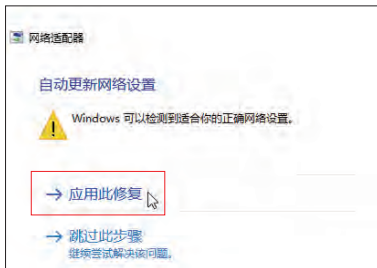 网络适配器
自动更新网络设置
Windows 可以检测到适合你的正确网络设置。
→ 应用此修复
→ 跳过此步骤
继续尝试解决该问题。